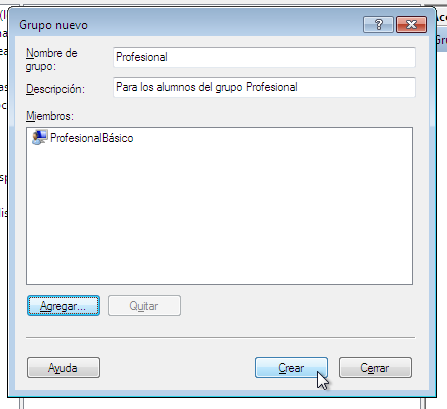 Grupo nuevo
Nombre de grupo:
Profesional
Descripción:
Para los alumnos del grupo Profesional
Miembros:
ProfesionalBásico
Agregar...
Quitar
Ayuda
Crear
Cerrar